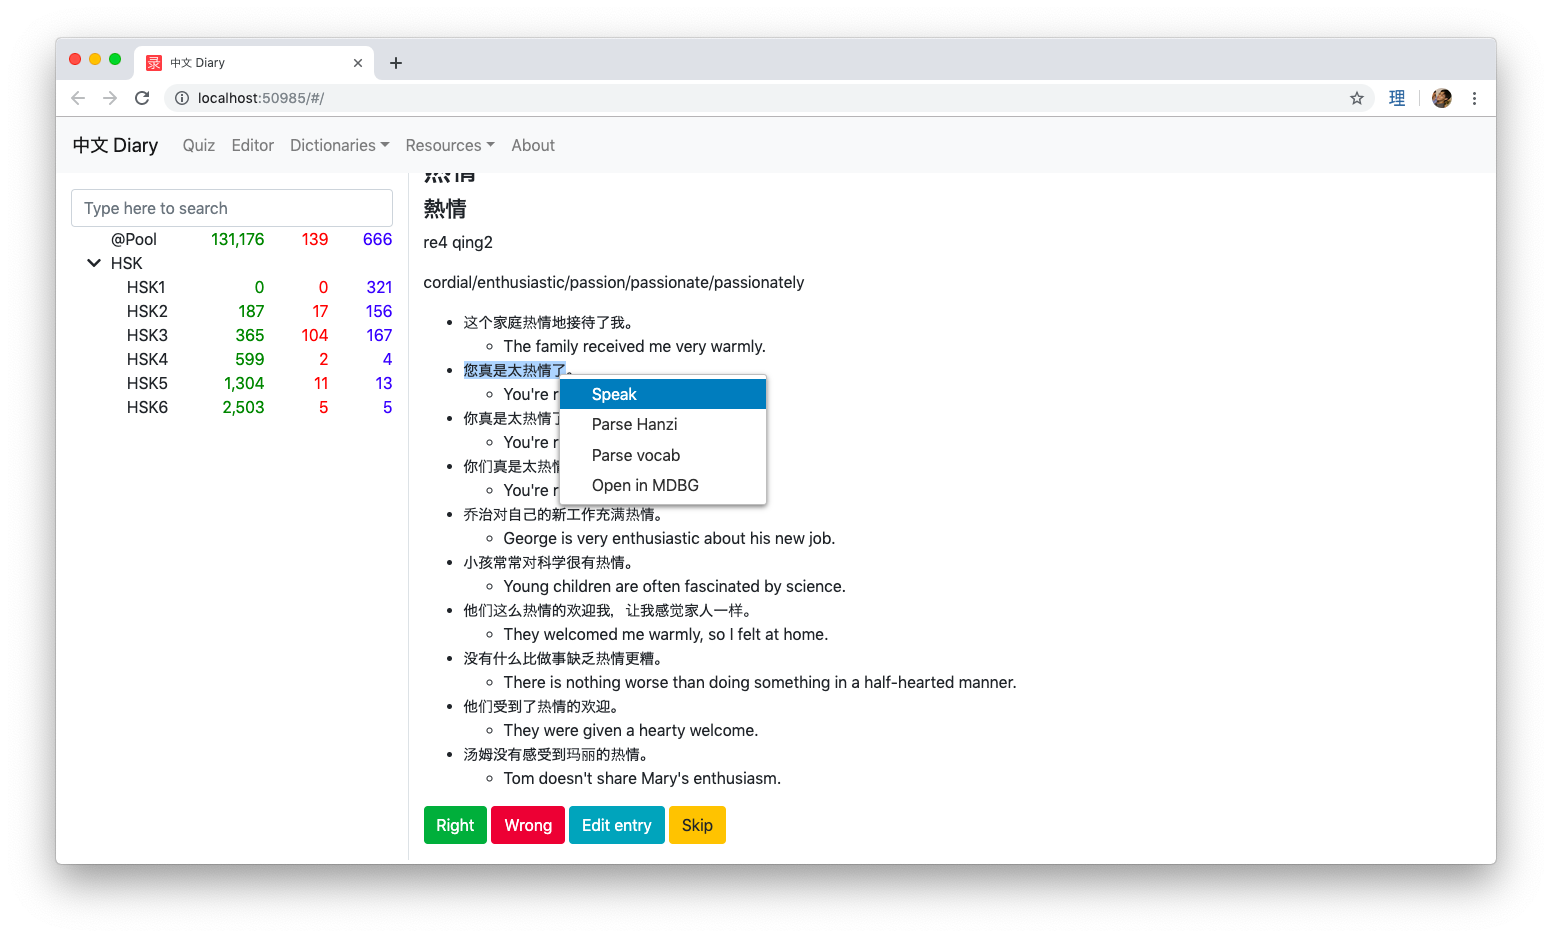 录 中文 Diary
localhost:50985/#/
理
中文 Diary Quiz Editor Dictionaries Resources About
Type here to search
@Pool 131,176 139 666
HSK
HSK1 0 0 321
HSK2 187 17 156
HSK3 365 104 167
HSK4 599 2 4
HSK5 1,304 11 13
HSK6 2,503 5 5
热情
熱情
re4 qing2
cordial/enthusiastic/passion/passionate/passionately
这个家庭热情地接待了我。
The family received me very warmly.
您真是太热情了。
You're r
你真是太热情了
You're r
你们真是太热情
You're r
Speak
Parse Hanzi
Parse vocab
Open in MDBG
乔治对自己的新工作充满热情。
George is very enthusiastic about his new job.
小孩常常对科学很有热情。
Young children are often fascinated by science.
他们这么热情的欢迎我，让我感觉家人一样。
They welcomed me warmly, so I felt at home.
没有什么比做事缺乏热情更糟。
There is nothing worse than doing something in a half-hearted manner.
他们受到了热情的欢迎。
They were given a hearty welcome.
汤姆没有感受到玛丽的热情。
Tom doesn't share Mary's enthusiasm.
Right Wrong Edit entry Skip